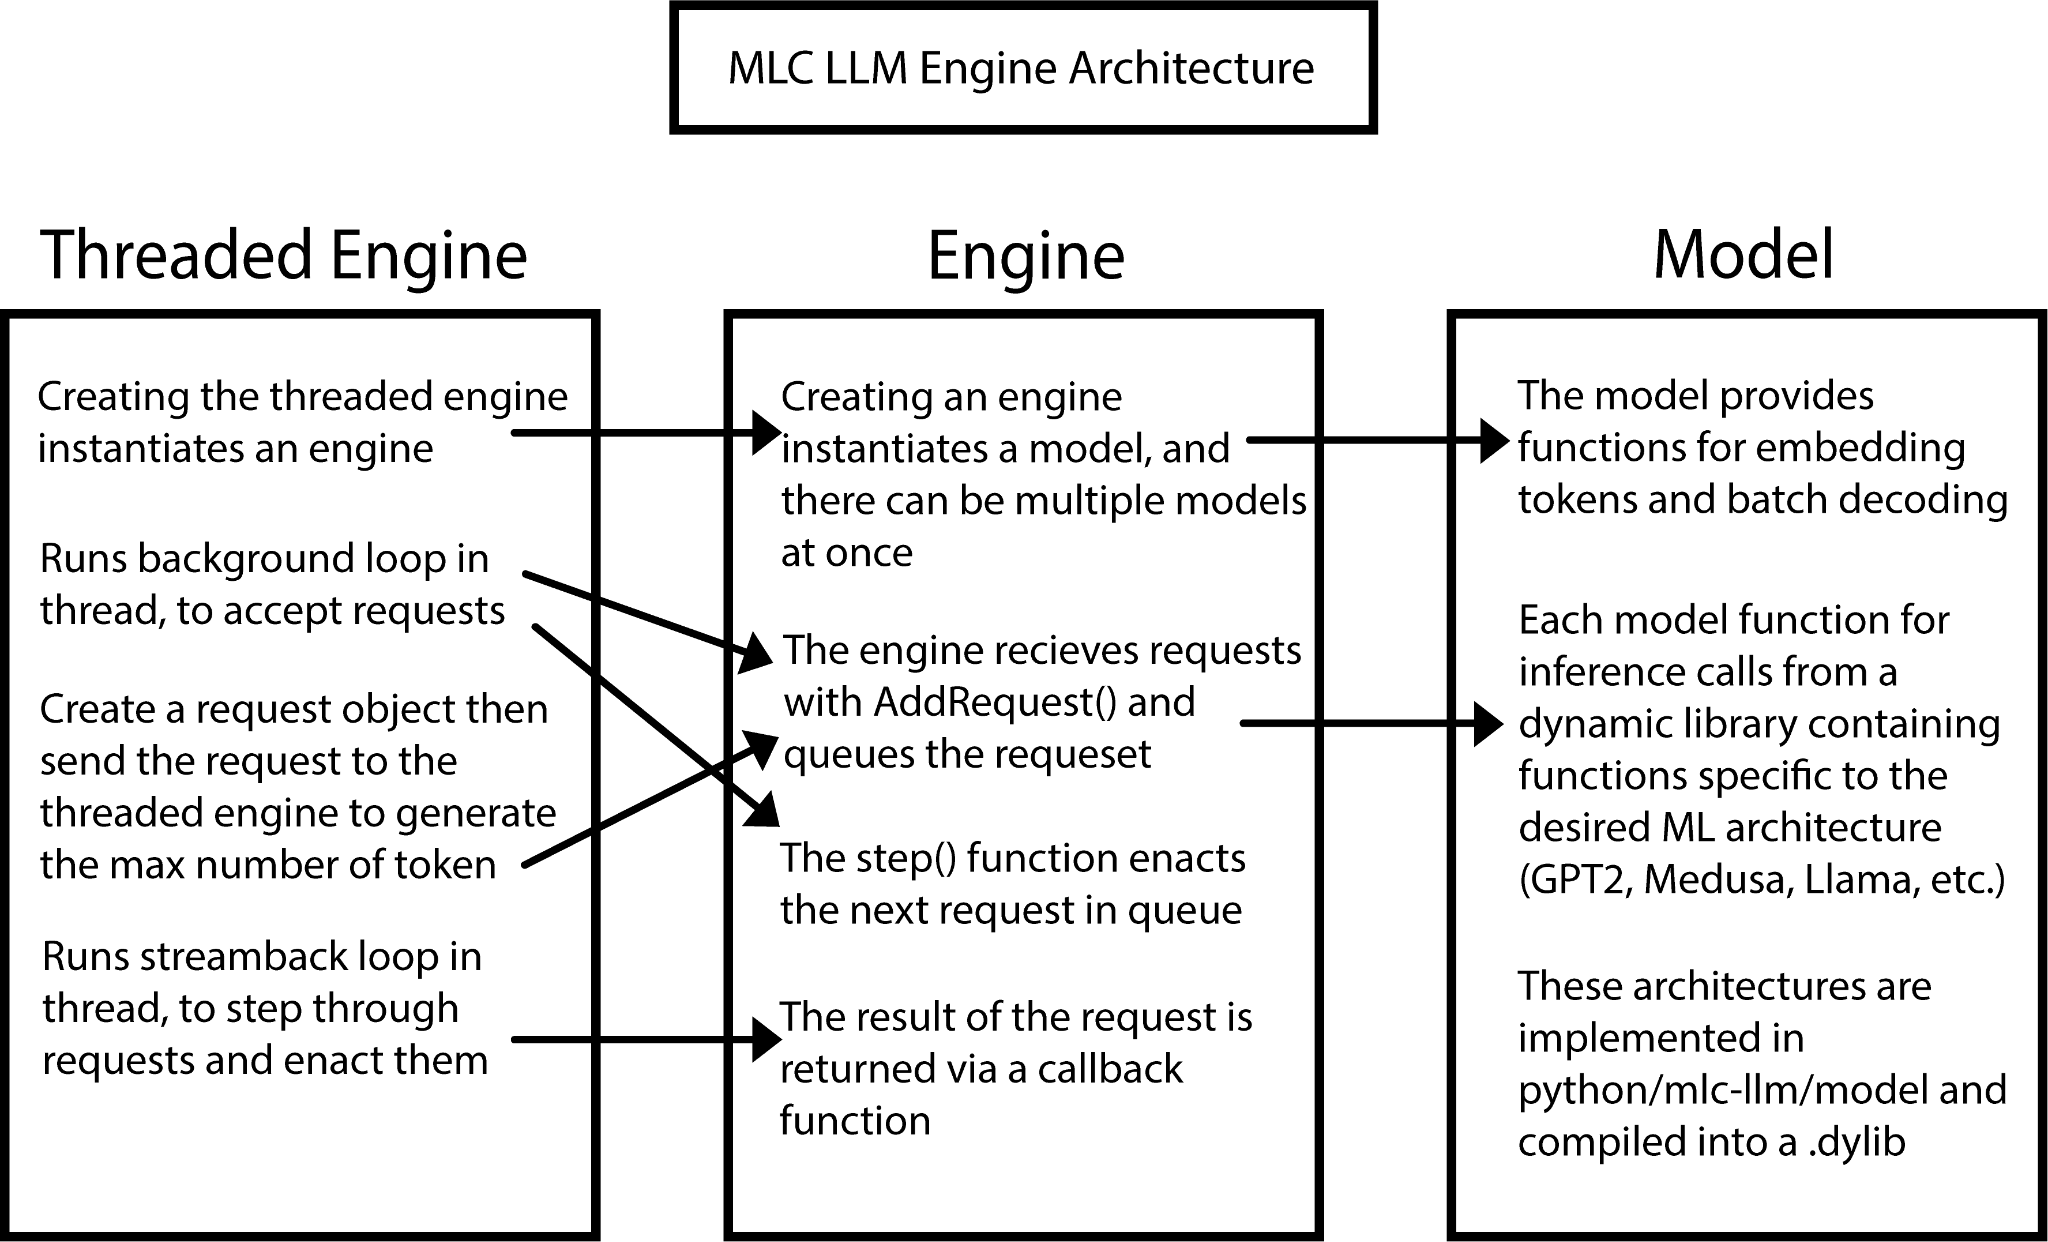 MLC LLM Engine Architecture
Threaded Engine
Creating the threaded engine
instantiates an engine
Runs background loop in
thread, to accept requests
Create a request object then
send the request to the
threaded engine to generate
the max number of token
Runs streamback loop in
thread, to step through
requests and enact them
Engine
Creating an engine
instantiates a model, and
there can be multiple models
at once
The engine recieves requests
with AddRequest() and
queues the requeset
The step() function enacts
the next request in queue
The result of the request is
returned via a callback
function
Model
The model provides
functions for embedding
tokens and batch decoding
Each model function for
inference calls from a
dynamic library containing
functions specific to the
desired ML architecture
(GPT2, Medusa, Llama, etc.)
These architectures are
implemented in
python/mlc-llm/model and
compiled into a .dylib